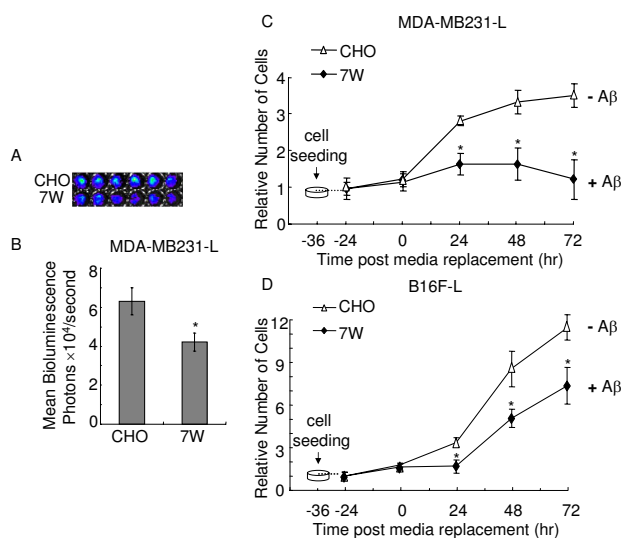 A
CHO
7W
B
MDA-MB231-L
Mean Bioluminescence
Photons ×10⁴/second
8
6
4
2
0
*
CHO
7W
C
MDA-MB231-L
CHO
7W
Relative Number of Cells
4
3
2
1
0
cell
seeding
- Aβ
+ Aβ
* * *
-36 -24 0 24 48 72
Time post media replacement (hr)
D
B16F-L
CHO
7W
Relative Number of Cells
12
9
6
3
0
cell
seeding
- Aβ
+ Aβ
* * *
-36 -24 0 24 48 72
Time post media replacement (hr)